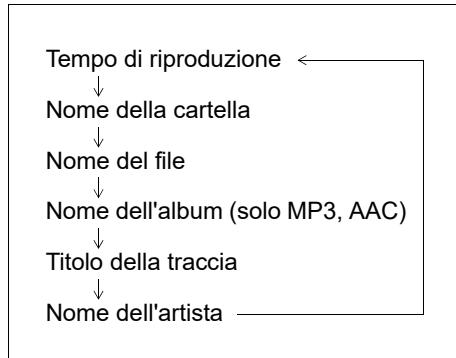 Tempo di riproduzione
Nome della cartella
Nome del file
Nome dell'album (solo MP3, AAC)
Titolo della traccia
Nome dell'artista